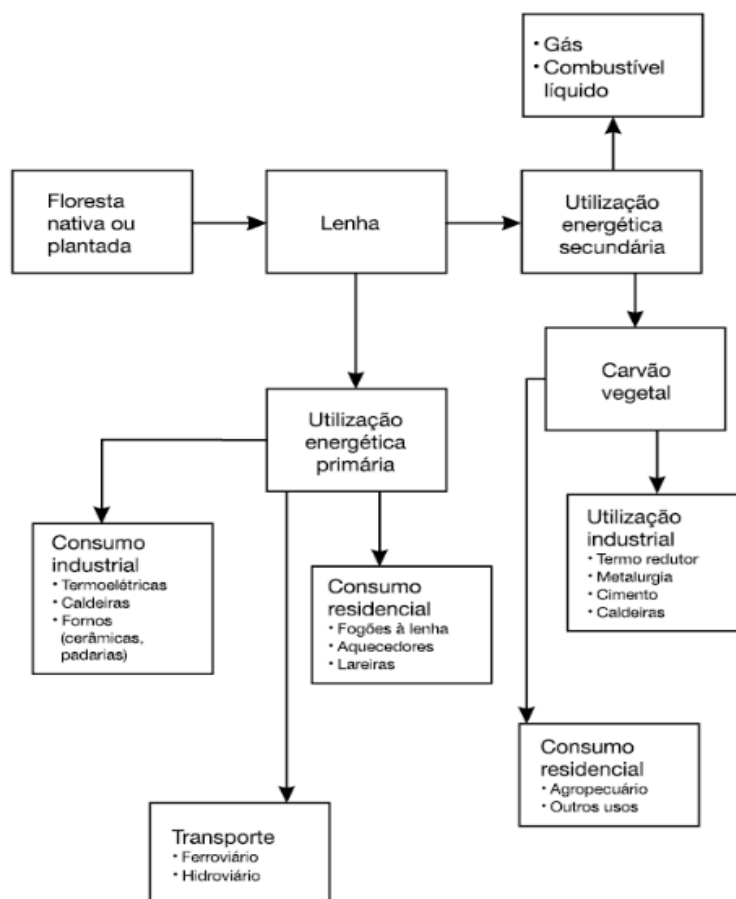 • Gás
• Combustível
líquido
Floresta
nativa ou
plantada
Lenha
Utilização
energética
secundária
Carvão
vegetal
Utilização
energética
primária
Consumo
industrial
• Termoelétricas
• Caldeiras
• Fornos
(cerâmicas,
padarias)
Consumo
residencial
• Fogões à lenha
• Aquecedores
• Lareiras
Utilização
industrial
• Termo redutor
• Metalurgia
• Cimento
• Caldeiras
Consumo
residencial
• Agropecuário
• Outros usos
Transporte
• Ferroviário
• Hidroviário